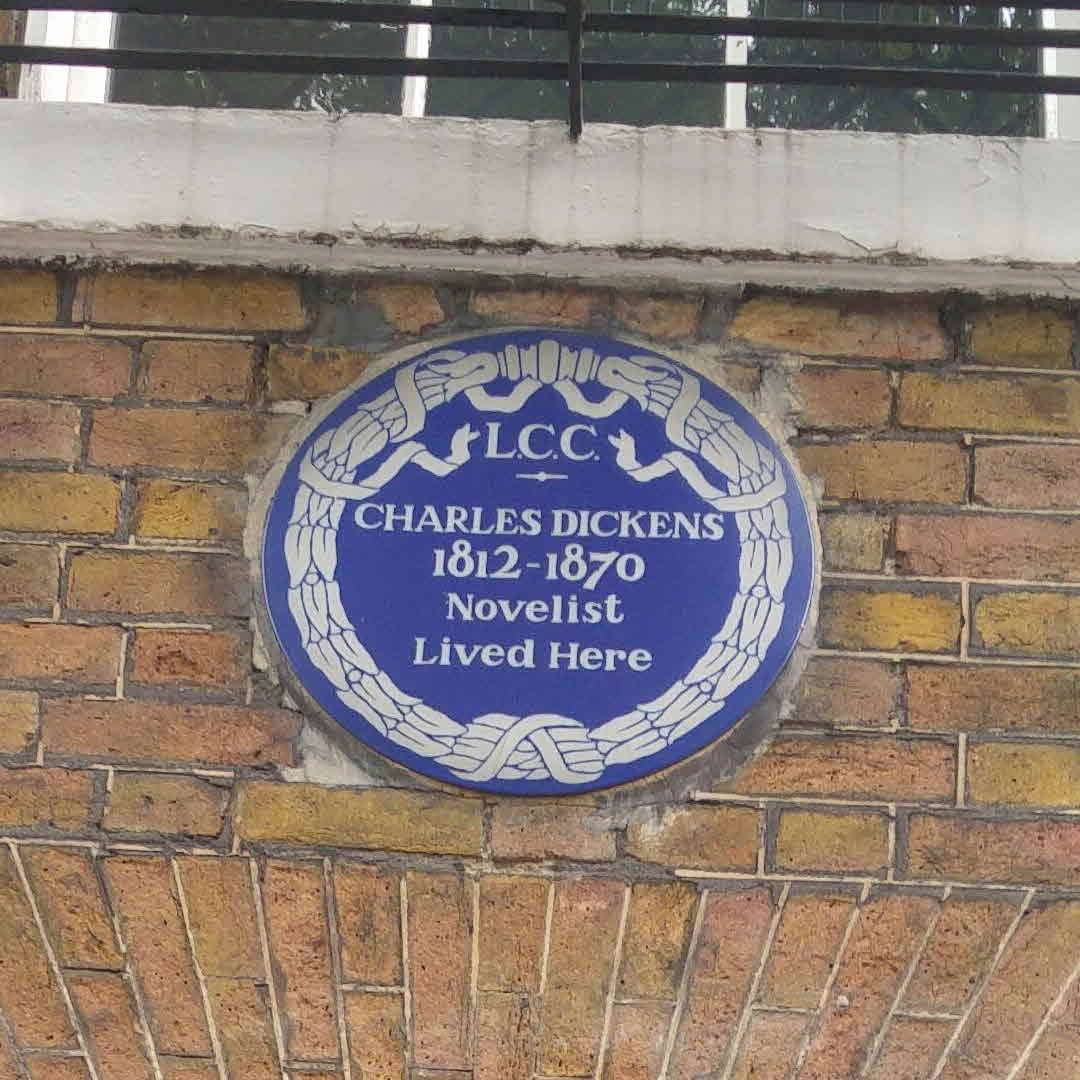 L.C.C.
CHARLES DICKENS
1812-1870
Novelist
Lived Here